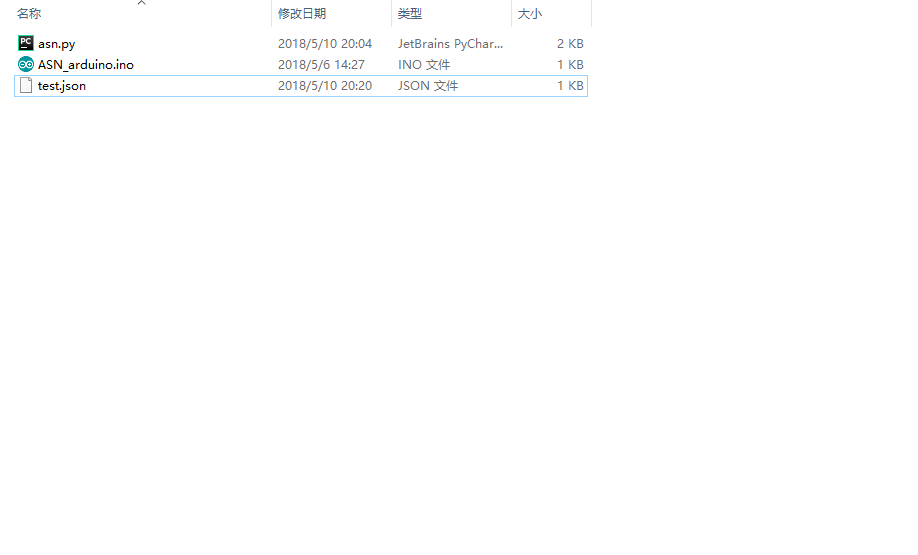 名称 修改日期 类型 大小
asn.py 2018/5/10 20:04 JetBrains PyChar... 2 KB
ASN_arduino.ino 2018/5/6 14:27 INO 文件 1 KB
test.json 2018/5/10 20:20 JSON 文件 1 KB